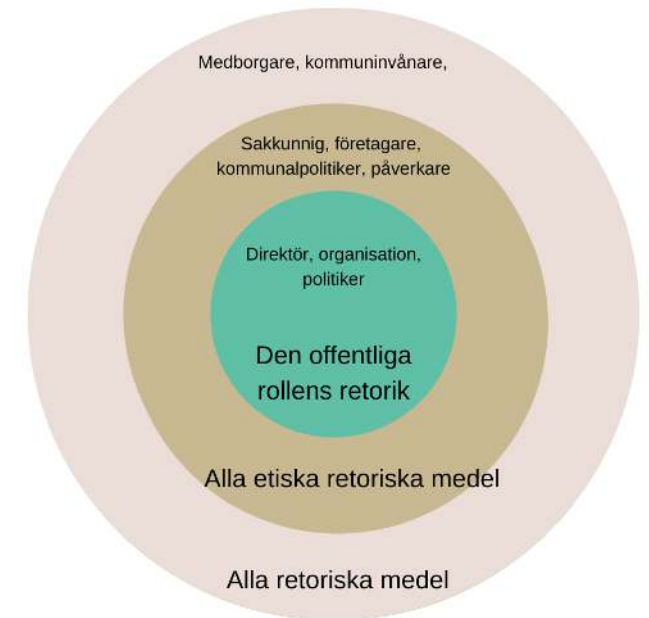 Medborgare, kommuninvånare,
Sakkunnig, företagare,
kommunalpolitiker, påverkare
Direktör, organisation,
politiker
Den offentliga
rollens retorik
Alla etiska retoriska medel
Alla retoriska medel